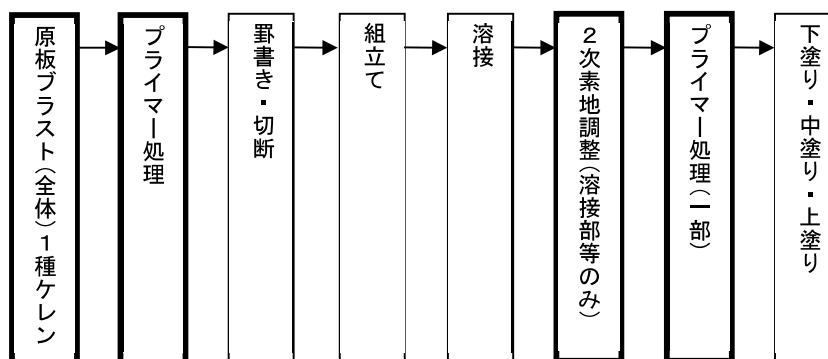 原板ブラスト（全体）１種ケレン
プライマー処理
罫書き・切断
組立て
溶接
２次素地調整（溶接部等のみ）
プライマー処理（一部）
下塗り・中塗り・上塗り